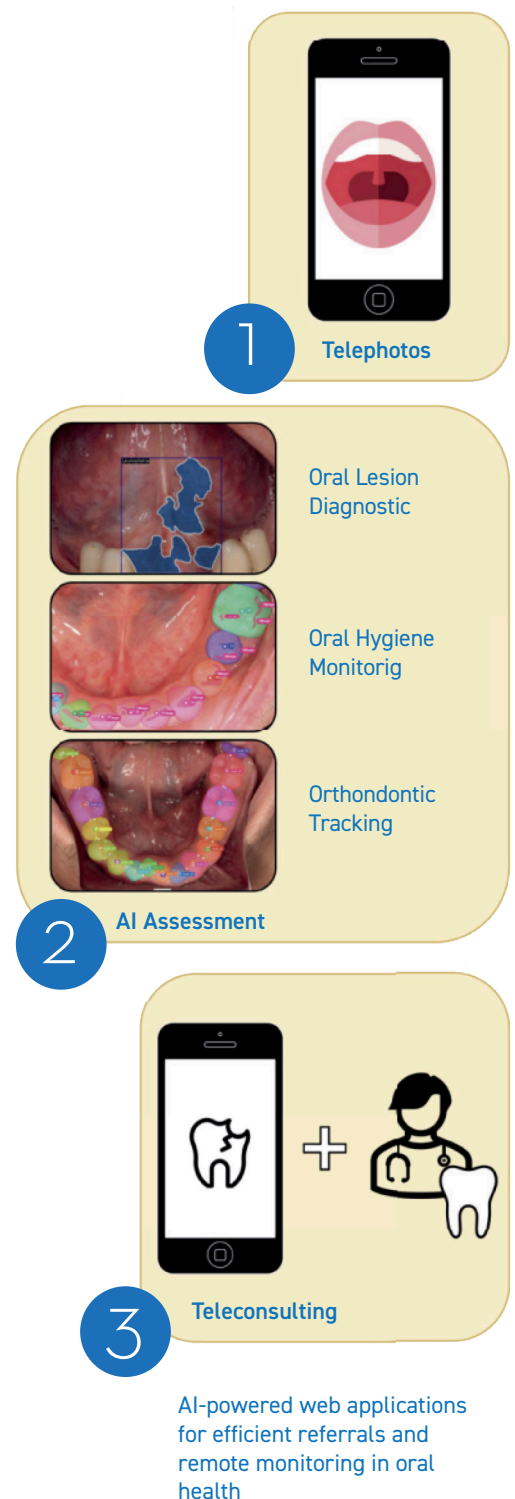 1
Telephotos
Oral Lesion
Diagnostic
Oral Hygiene
Monitorig
Orthondontic
Tracking
2
AI Assessment
3
Teleconsulting
AI-powered web applications
for efficient referrals and
remote monitoring in oral
health